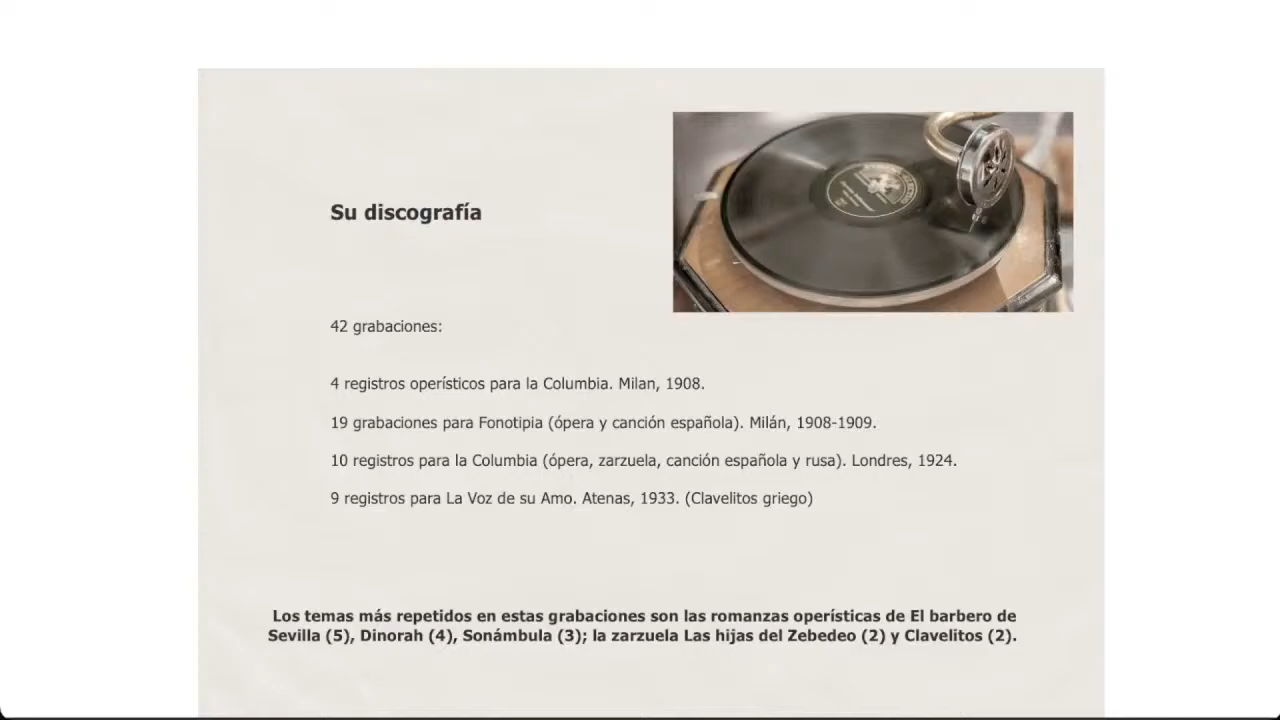 Su discografía
42 grabaciones:
4 registros operísticos para la Columbia. Milan, 1908.
19 grabaciones para Fonotipia (ópera y canción española). Milán, 1908-1909.
10 registros para la Columbia (ópera, zarzuela, canción española y rusa). Londres, 1924.
9 registros para La Voz de su Amo. Atenas, 1933. (Clavelitos griego)
Los temas más repetidos en estas grabaciones son las romanzas operísticas de El barbero de
Sevilla (5), Dinorah (4), Sonámbula (3); la zarzuela Las hijas del Zebedeo (2) y Clavelitos (2).